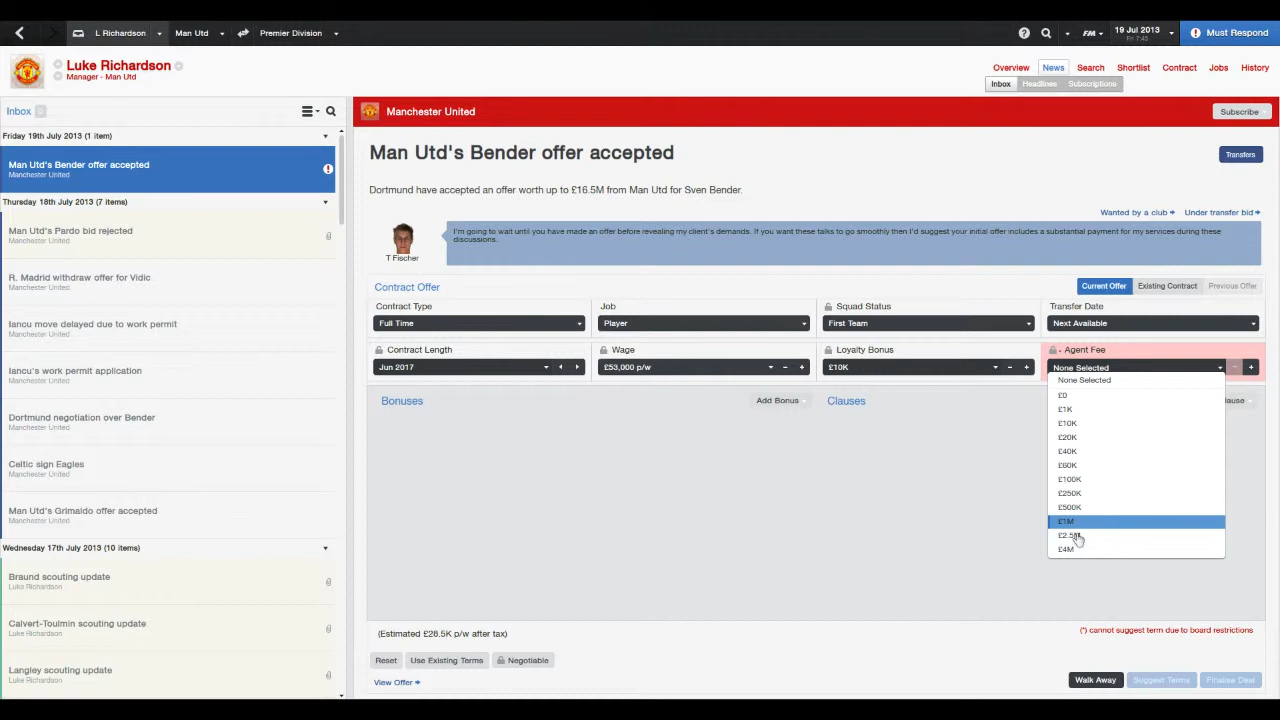 L Richardson
Man Utd
Premier Division
FM
19 Jul 2013
Fri 7:45
Must Respond
Luke Richardson
Manager - Man Utd
Overview
News
Search
Shortlist
Contract
Jobs
History
Inbox
Headlines
Subscriptions
Inbox
Friday 19th July 2013 (1 item)
Man Utd's Bender offer accepted
Manchester United
Thursday 18th July 2013 (7 items)
Man Utd's Pardo bid rejected
Manchester United
R. Madrid withdraw offer for Vidic
Manchester United
Iancu move delayed due to work permit
Manchester United
Iancu's work permit application
Manchester United
Dortmund negotiation over Bender
Manchester United
Celtic sign Eagles
Manchester United
Man Utd's Grimaldo offer accepted
Manchester United
Wednesday 17th July 2013 (10 items)
Braund scouting update
Luke Richardson
Calvert-Toulmin scouting update
Luke Richardson
Langley scouting update
Luke Richardson
Manchester United
Subscribe
Man Utd's Bender offer accepted
Transfers
Dortmund have accepted an offer worth up to £16.5M from Man Utd for Sven Bender.
Wanted by a club
Under transfer bid
T Fischer
I'm going to wait until you have made an offer before revealing my client's demands. If you want these talks to go smoothly then I'd suggest your initial offer includes a substantial payment for my services during these
discussions.
Contract Offer
Current Offer
Existing Contract
Previous Offer
Contract Type
Job
Squad Status
Transfer Date
Full Time
Player
First Team
Next Available
Contract Length
Wage
Loyalty Bonus
Agent Fee
Jun 2017
£53,000 p/w
£10K
None Selected
None Selected
£0
£1K
£10K
£20K
£40K
£60K
£100K
£250K
£500K
£1M
£2.5M
£4M
Bonuses
Add Bonus
Clauses
lause
(Estimated £28.5K p/w after tax)
(*) cannot suggest term due to board restrictions
Reset
Use Existing Terms
Negotiable
View Offer
Walk Away
Suggest Terms
Finalise Deal